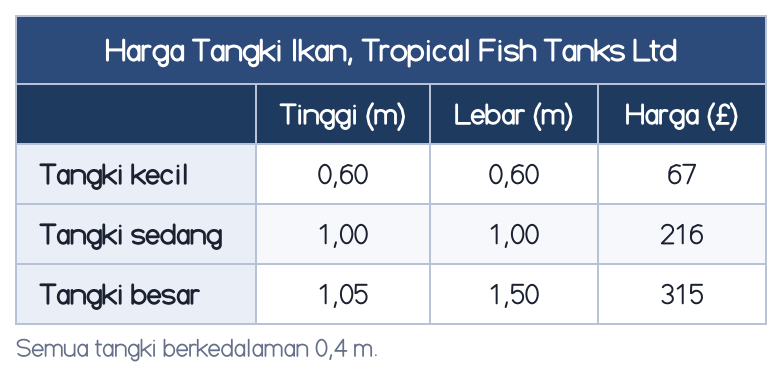 Harga Tangki Ikan, Tropical Fish Tanks Ltd
Tinggi (m) Lebar (m) Harga (£)
Tangki kecil 0,60 0,60 67
Tangki sedang 1,00 1,00 216
Tangki besar 1,05 1,50 315
Semua tangki berkedalaman 0,4 m.